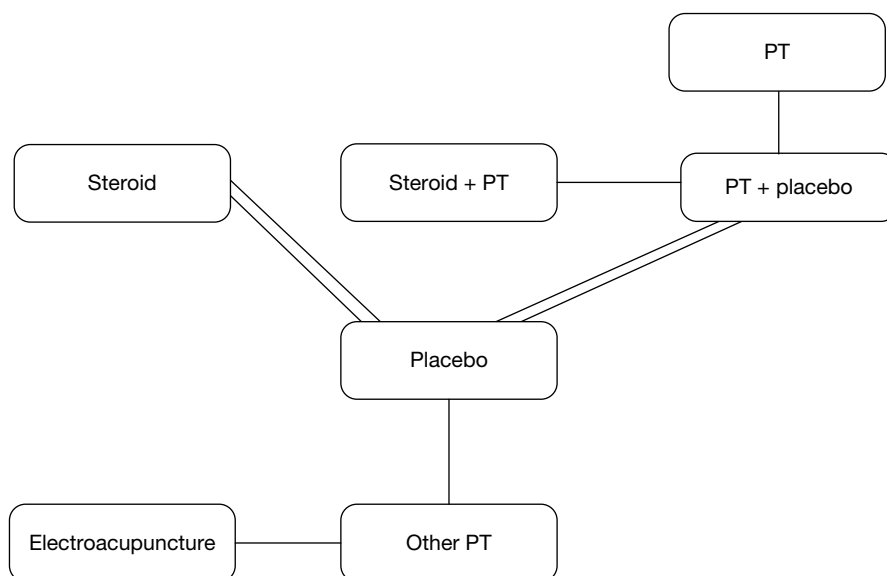 PT
Steroid
Steroid + PT
PT + placebo
Placebo
Electroacupuncture
Other PT